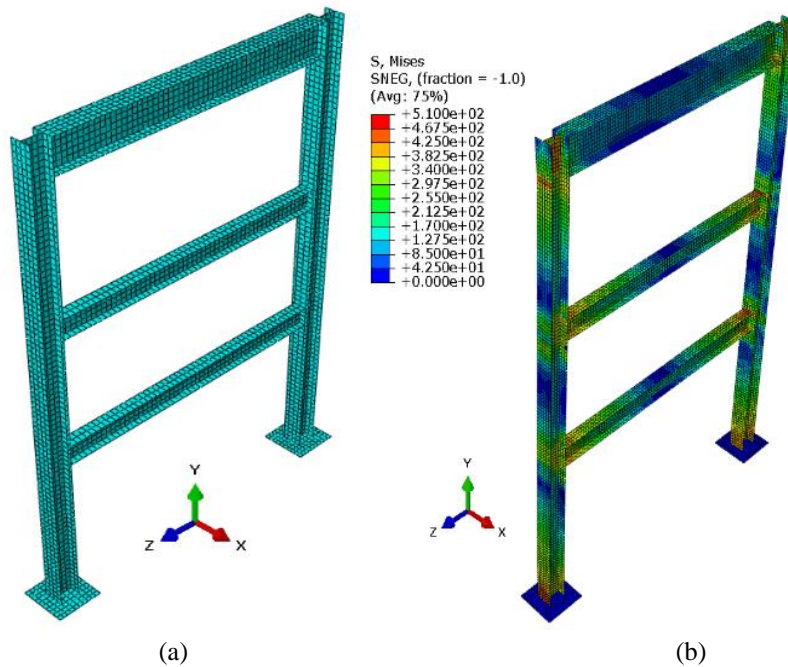 S, Mises
SNEG, (fraction = -1.0)
(Avg: 75%)
+5.100e+02
+4.675e+02
+4.250e+02
+3.825e+02
+3.400e+02
+2.975e+02
+2.550e+02
+2.125e+02
+1.700e+02
+1.275e+02
+8.500e+01
+4.250e+01
+0.000e+00
Y
Z
X
Y
Z
X
(a)
(b)